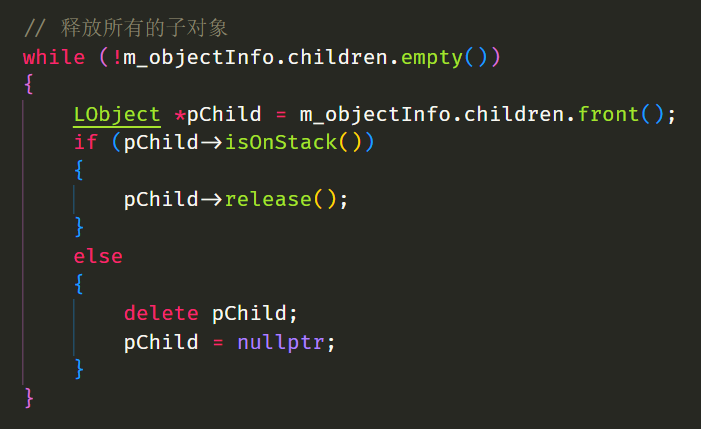 // 释放所有的子对象
while (!m_objectInfo.children.empty())
{
    LObject *pChild = m_objectInfo.children.front();
    if (pChild->isOnStack())
    {
        pChild->release();
    }
    else
    {
        delete pChild;
        pChild = nullptr;
    }
}